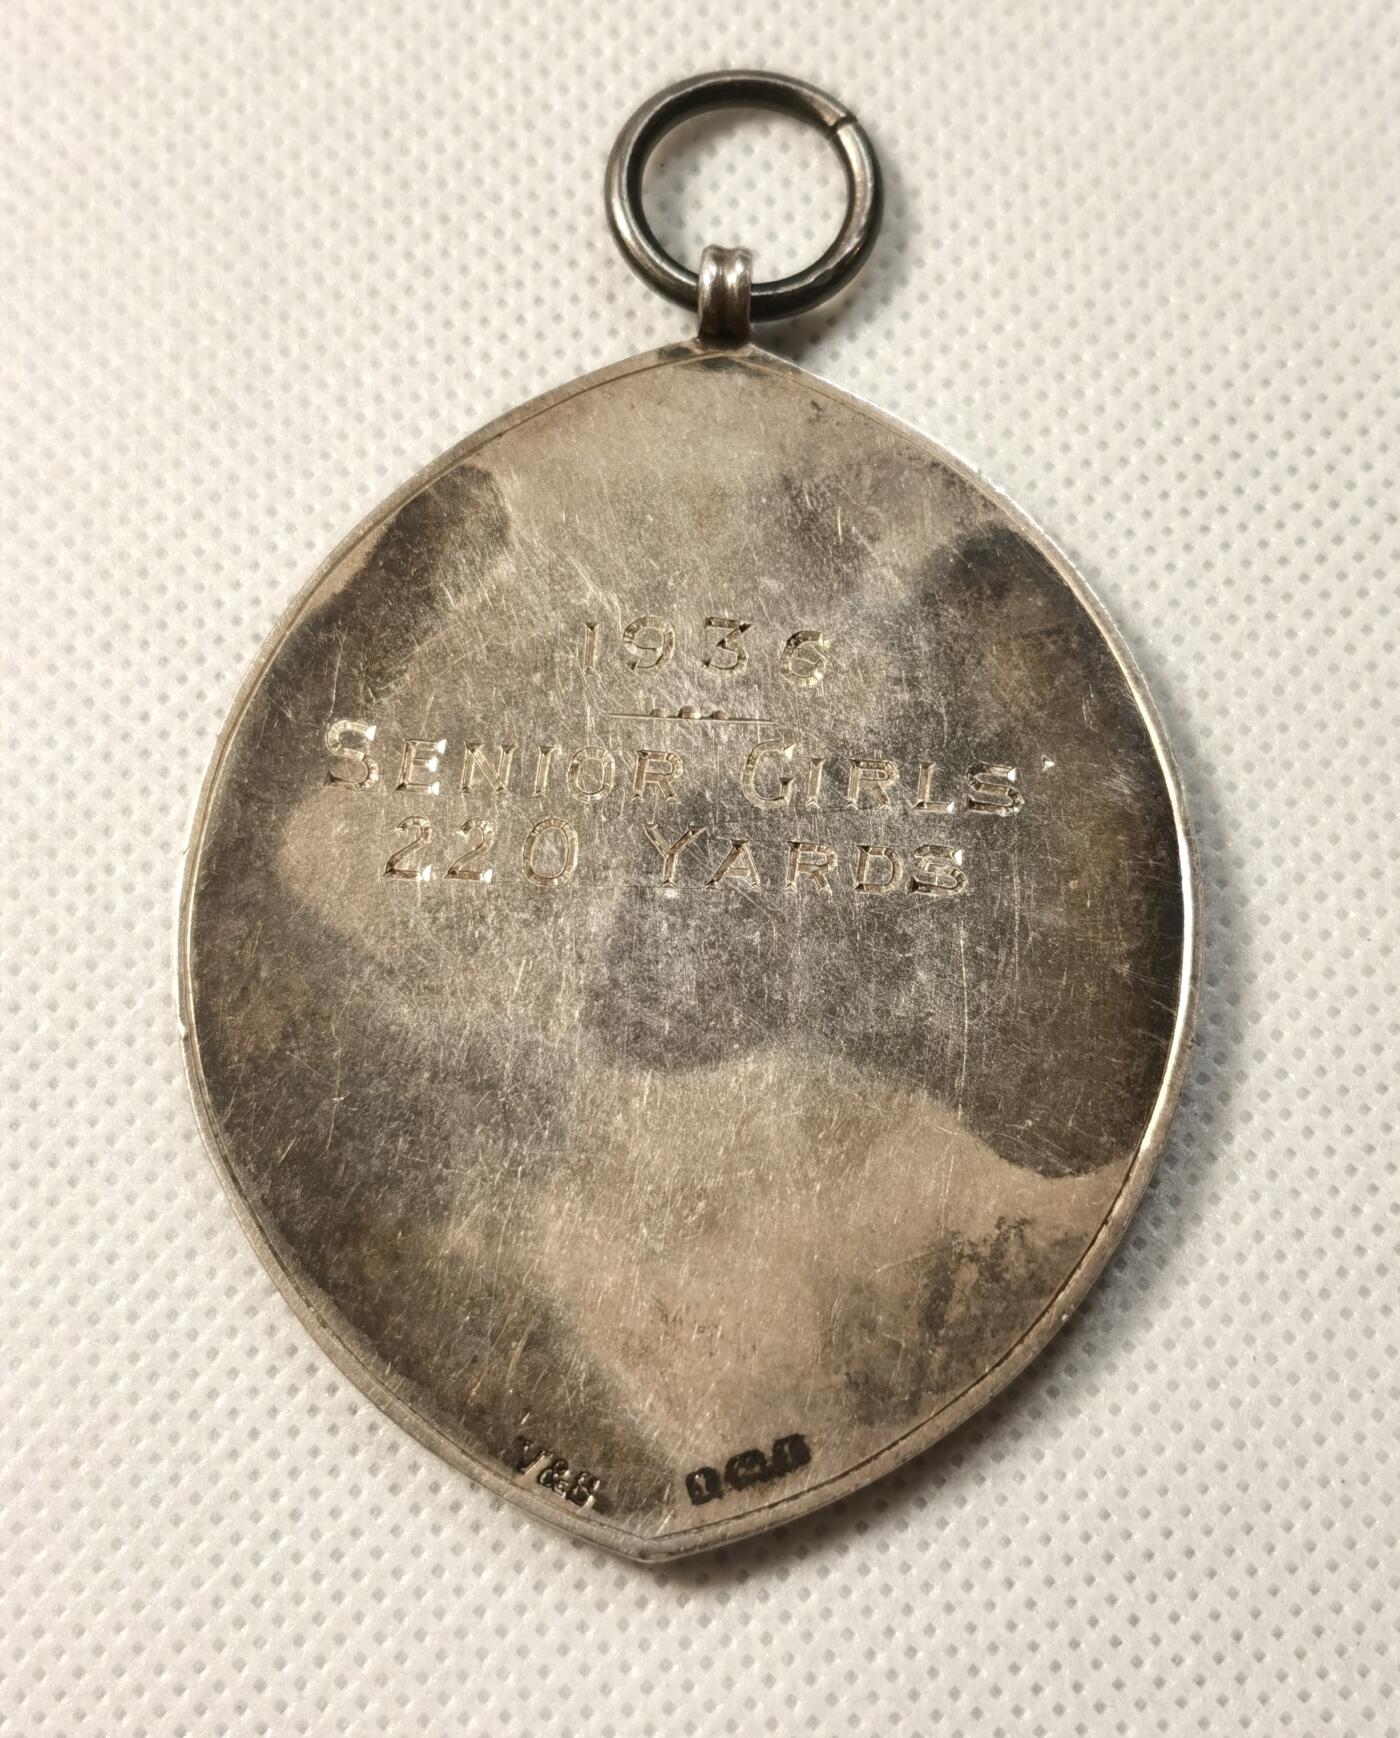 1936
SENIOR GIRLS'
220 YARDS
V&S